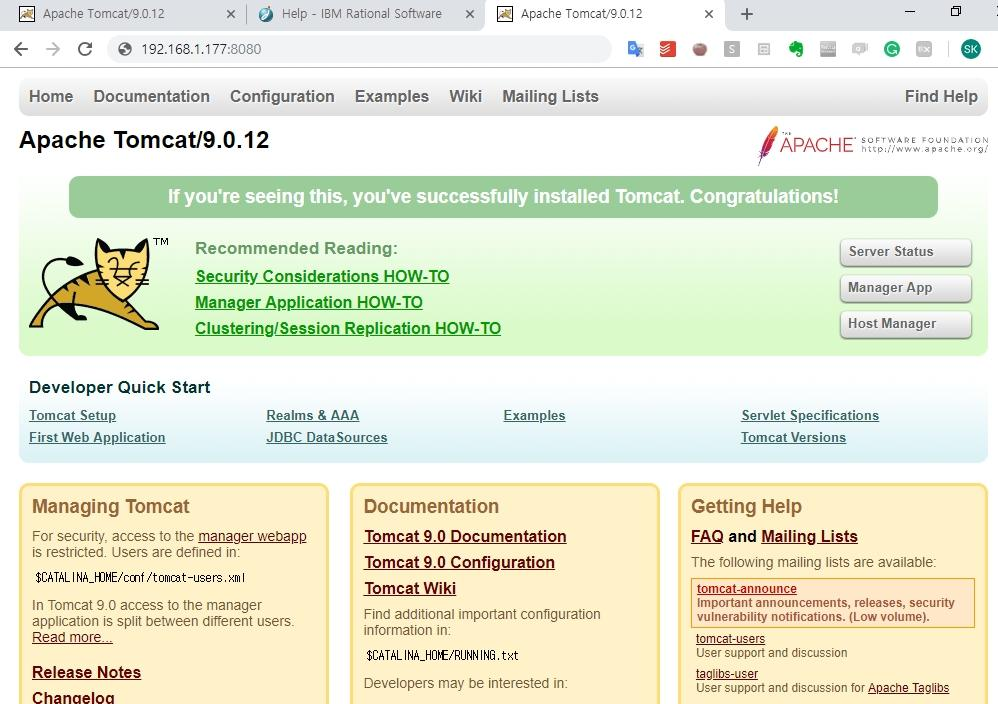 Apache Tomcat/9.0.12
Help - IBM Rational Software
Apache Tomcat/9.0.12
192.168.1.177:8080
SK
Home Documentation Configuration Examples Wiki Mailing Lists Find Help
Apache Tomcat/9.0.12
THE APACHE SOFTWARE FOUNDATION
http://www.apache.org/
If you're seeing this, you've successfully installed Tomcat. Congratulations!
TM
Recommended Reading:
Security Considerations HOW-TO
Manager Application HOW-TO
Clustering/Session Replication HOW-TO
Server Status
Manager App
Host Manager
Developer Quick Start
Tomcat Setup
First Web Application
Realms & AAA
JDBC DataSources
Examples
Servlet Specifications
Tomcat Versions
Managing Tomcat
For security, access to the manager webapp
is restricted. Users are defined in:
$CATALINA_HOME/conf/tomcat-users.xml
In Tomcat 9.0 access to the manager
application is split between different users.
Read more...
Release Notes
Changelog
Documentation
Tomcat 9.0 Documentation
Tomcat 9.0 Configuration
Tomcat Wiki
Find additional important configuration
information in:
$CATALINA_HOME/RUNNING.txt
Developers may be interested in:
Getting Help
FAQ and Mailing Lists
The following mailing lists are available:
tomcat-announce
Important announcements, releases, security
vulnerability notifications. (Low volume).
tomcat-users
User support and discussion
taglibs-user
User support and discussion for Apache Taglibs